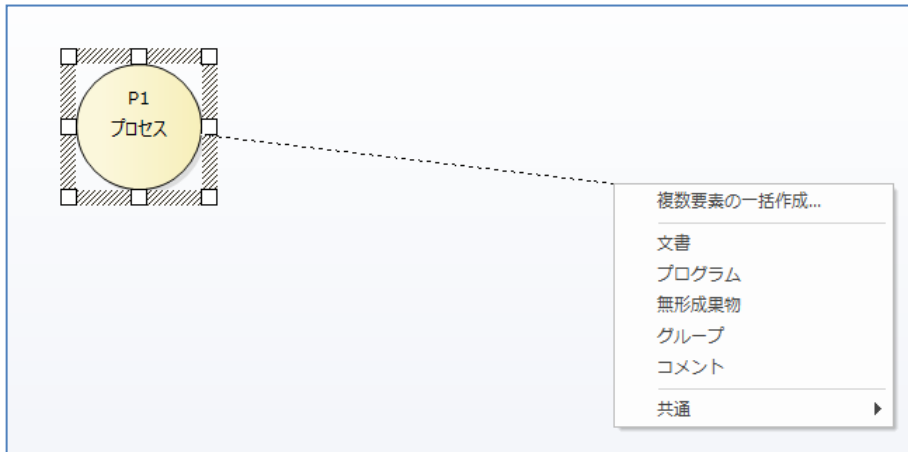 P1
プロセス
複数要素の一括作成...
文書
プログラム
無形成果物
グループ
コメント
共通